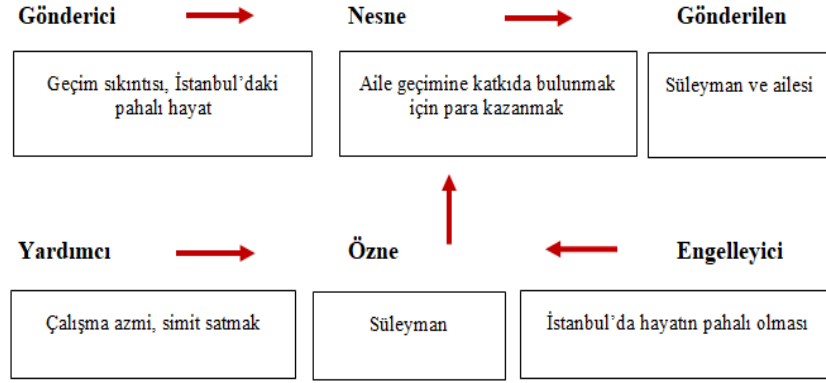 Gönderici
Nesne
Gönderilen
Geçim sıkıntısı, İstanbul’daki
pahalı hayat
Aile geçimine katkıda bulunmak
için para kazanmak
Süleyman ve ailesi
Yardımcı
Özne
Engelleyici
Çalışma azmi, simit satmak
Süleyman
İstanbul’da hayatın pahalı olması